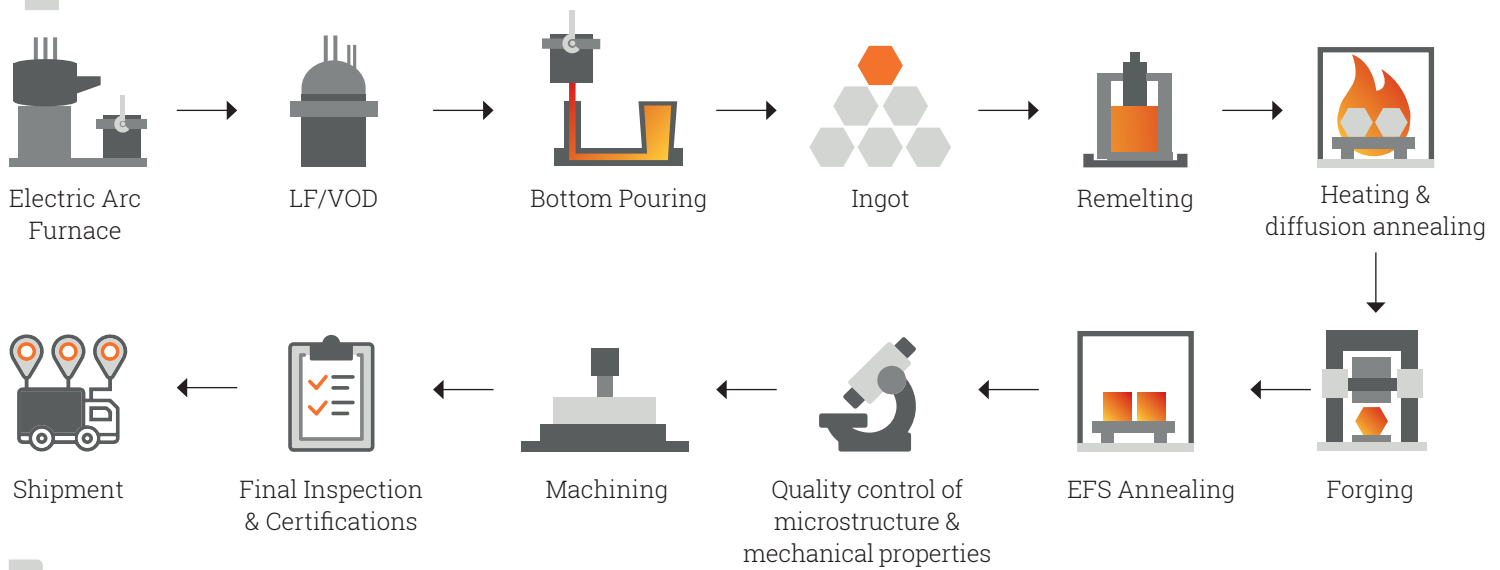 Electric Arc
Furnace
LF/VOD
Bottom Pouring
Ingot
Remelting
Heating &
diffusion annealing
Forging
EFS Annealing
Quality control of
microstructure &
mechanical properties
Machining
Final Inspection
& Certifications
Shipment